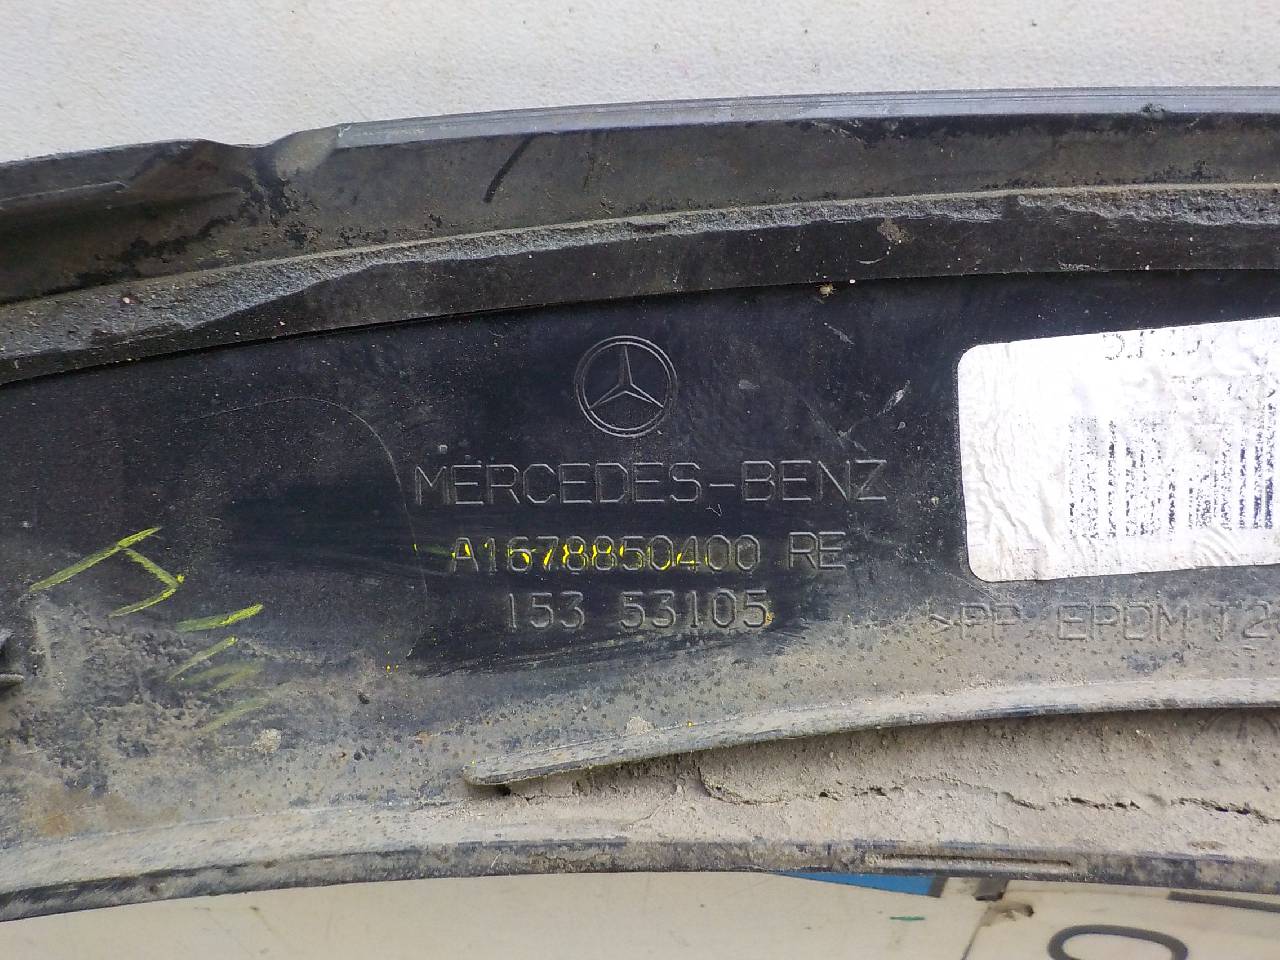 MERCEDES-BENZ
A1678850400 RE
153 53105
>PP EPDM T2